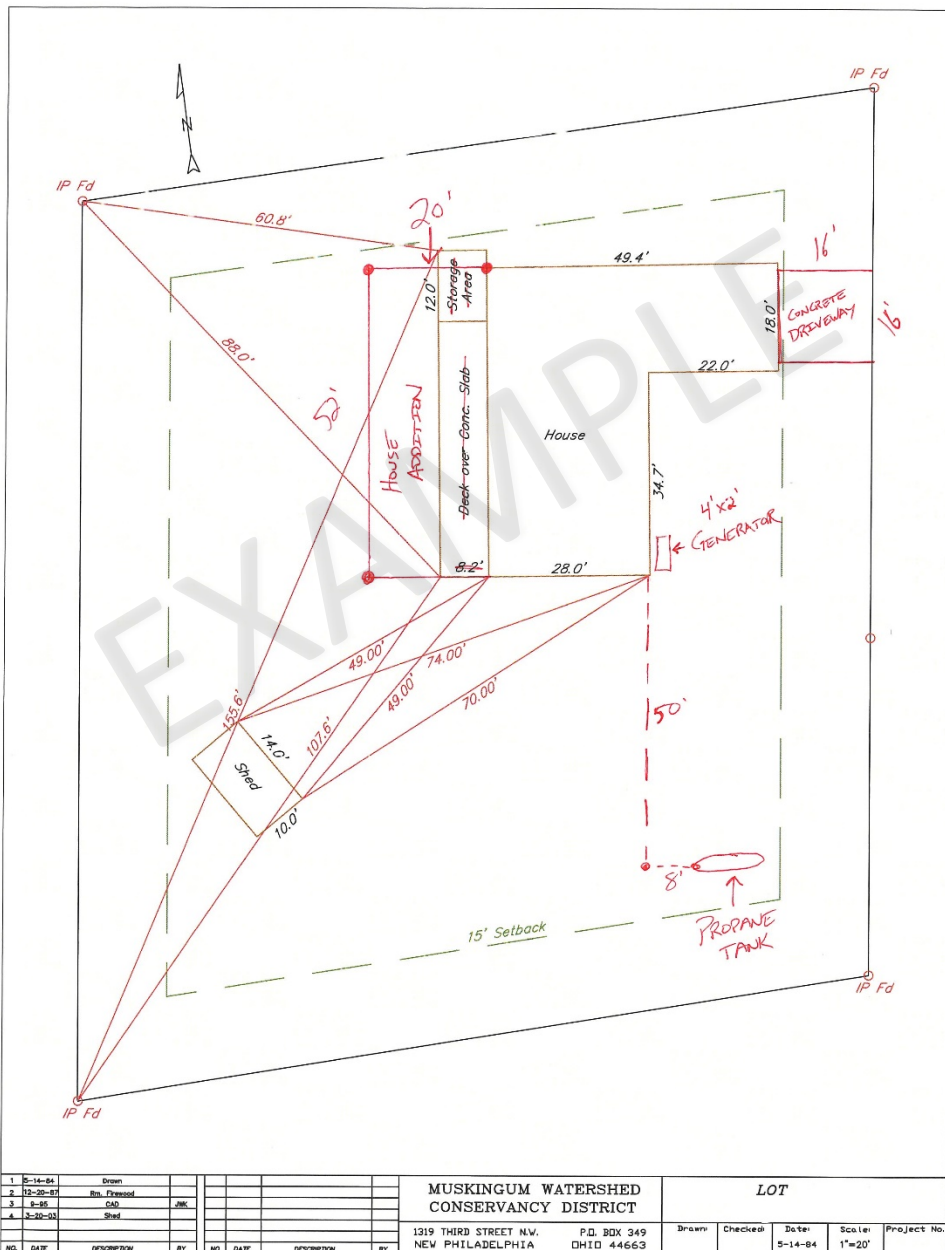 IP Fd
N
IP Fd
60.8'
20'
49.4'
16'
12.0'
Storage
Area
18.0'
CONCRETE
DRIVEWAY
16'
88.0'
22.0'
52'
HOUSE
ADDITION
Deck over Conc. Slab
House
34.7'
4'x2'
GENERATOR
8.2'
28.0'
EXAMPLE
49.00'
74.00'
49.00'
70.00'
155.6'
107.6'
50'
14.0'
Shed
10.0'
8'
PROPANE
TANK
15' Setback
IP Fd
IP Fd
1 5-14-84 Drawn
2 12-20-87 Rm. Firewood
3 9-95 CAD JWK
4 3-20-03 Shed
NO. DATE DESCRIPTION BY NO. DATE DESCRIPTION BY
MUSKINGUM WATERSHED
CONSERVANCY DISTRICT
1319 THIRD STREET N.W. P.O. BOX 349
NEW PHILADELPHIA OHIO 44663
LOT
Drawn: Checked: Date: Scale: Project No.
5-14-84 1"=20'